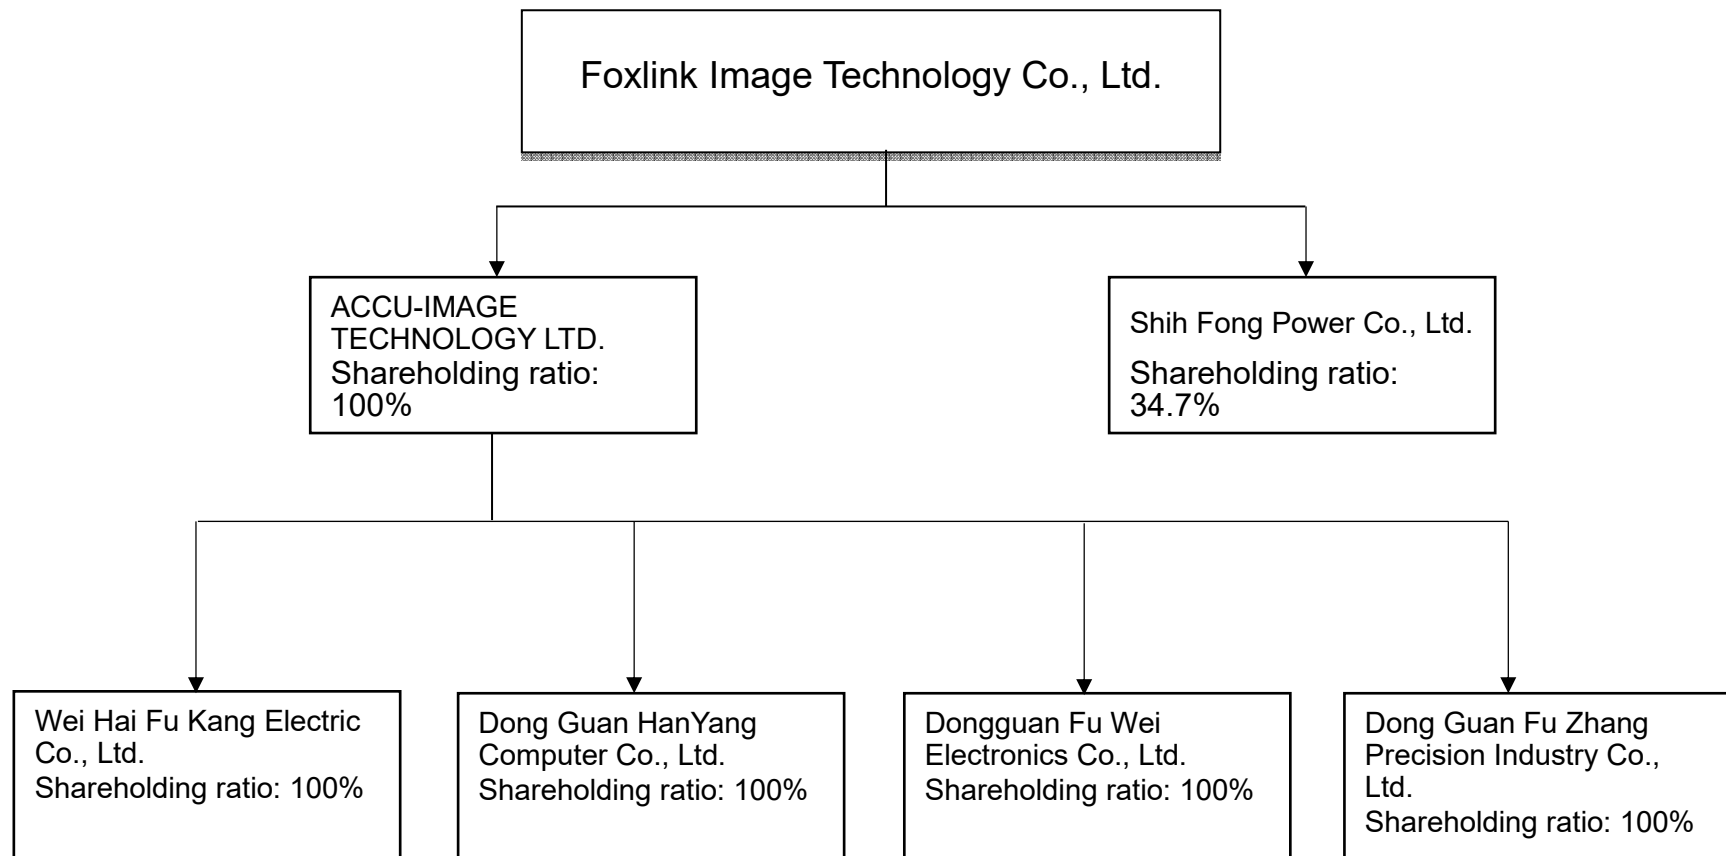 Foxlink Image Technology Co., Ltd.
ACCU-IMAGE
TECHNOLOGY LTD.
Shareholding ratio:
100%
Shih Fong Power Co., Ltd.
Shareholding ratio:
34.7%
Wei Hai Fu Kang Electric
Co., Ltd.
Shareholding ratio: 100%
Dong Guan HanYang
Computer Co., Ltd.
Shareholding ratio: 100%
Dongguan Fu Wei
Electronics Co., Ltd.
Shareholding ratio: 100%
Dong Guan Fu Zhang
Precision Industry Co.,
Ltd.
Shareholding ratio: 100%